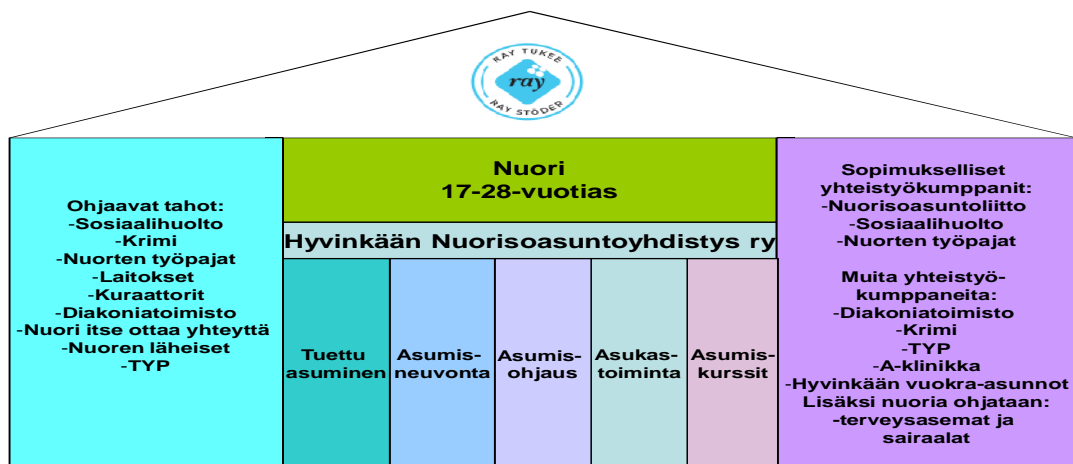 RAY TUKEE
ray
RAY STÖDER
Ohjaavat tahot:
-Sosiaalihuolto
-Krimi
-Nuorten työpajat
-Laitokset
-Kuraattorit
-Diakoniatoimisto
-Nuori itse ottaa yhteyttä
-Nuoren läheiset
-TYP
Nuori
17-28-vuotias
Hyvinkään Nuorisoasuntoyhdistys ry
Tuettu
asuminen
Asumis-
neuvonta
Asumis-
ohjaus
Asukas-
toiminta
Asumis-
kurssit
Sopimukselliset
yhteistyökumppanit:
-Nuorisoasuntoliitto
-Sosiaalihuolto
-Nuorten työpajat
Muita yhteistyö-
kumppaneita:
-Diakoniatoimisto
-Krimi
-TYP
-A-klinikka
-Hyvinkään vuokra-asunnot
Lisäksi nuoria ohjataan:
-terveysasemat ja
sairaalat